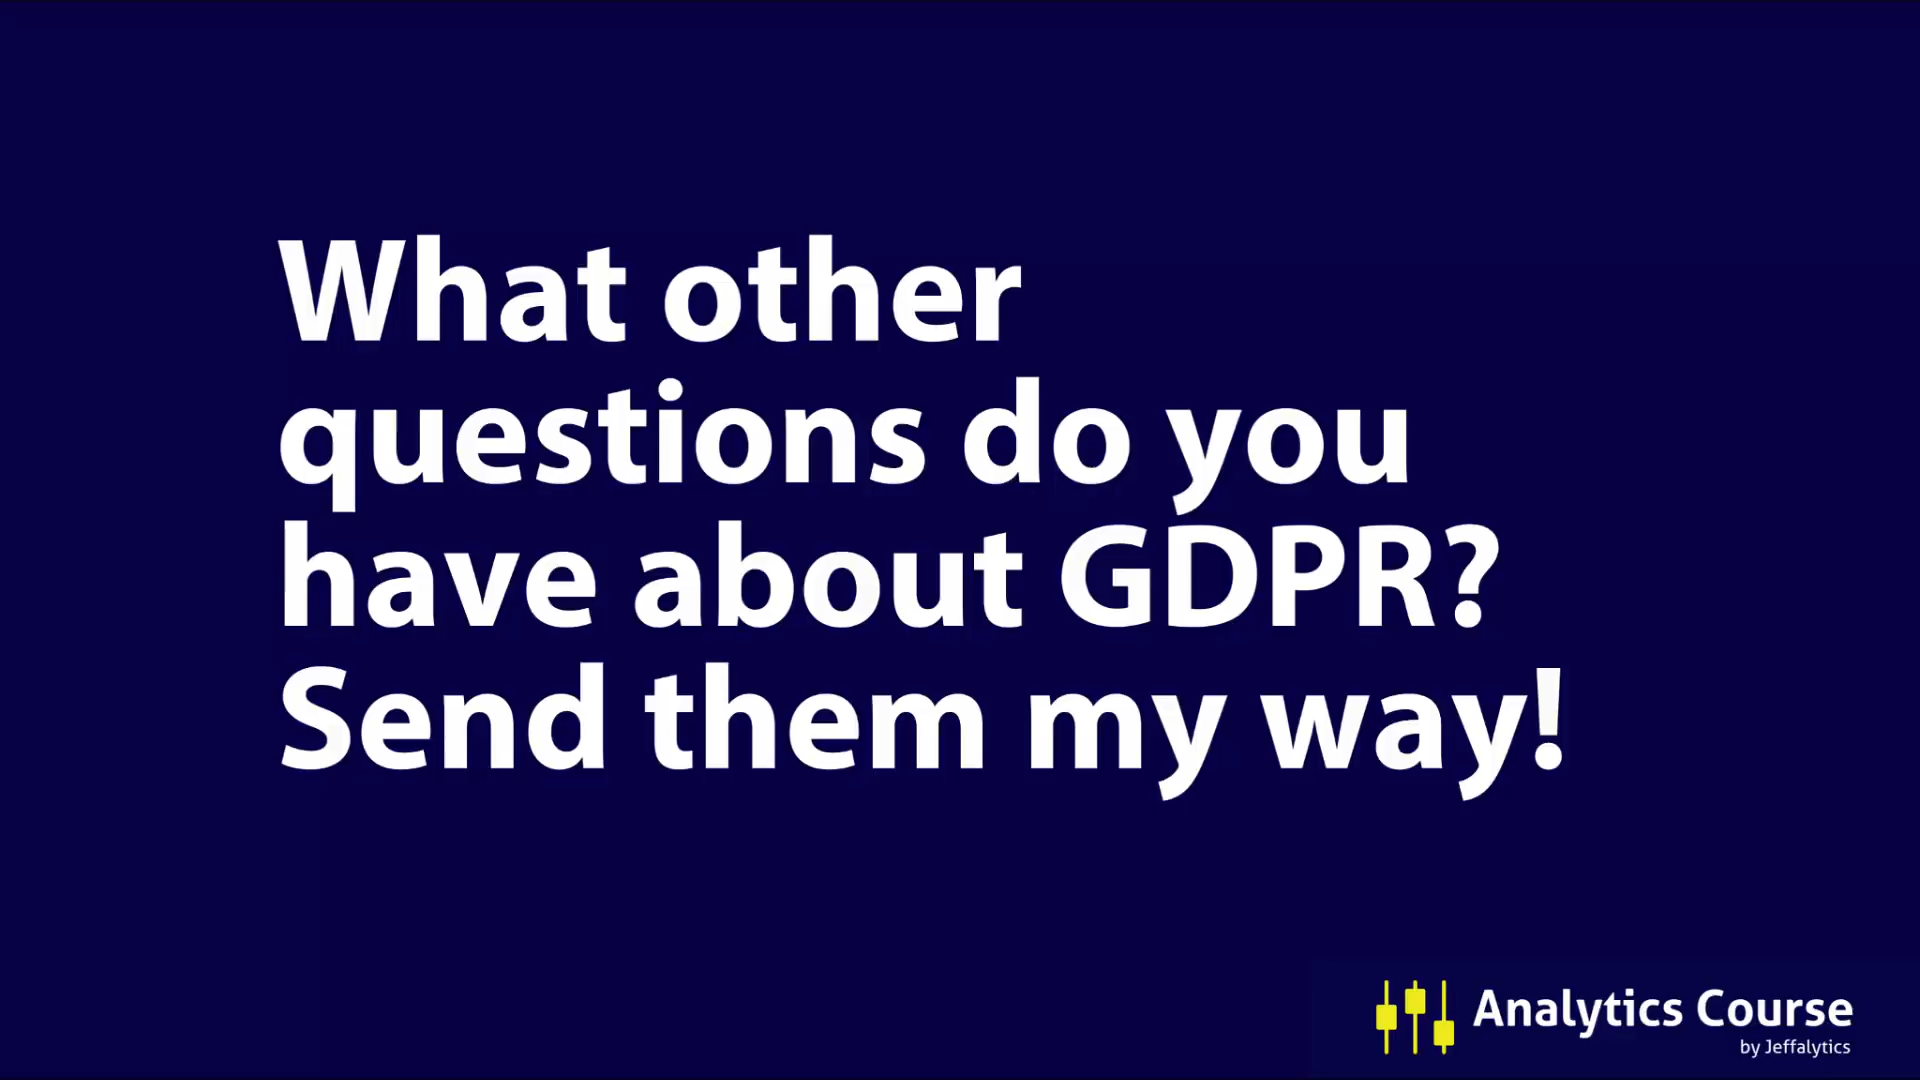 What other
questions do you
have about GDPR?
Send them my way!
Analytics Course
by Jeffalytics